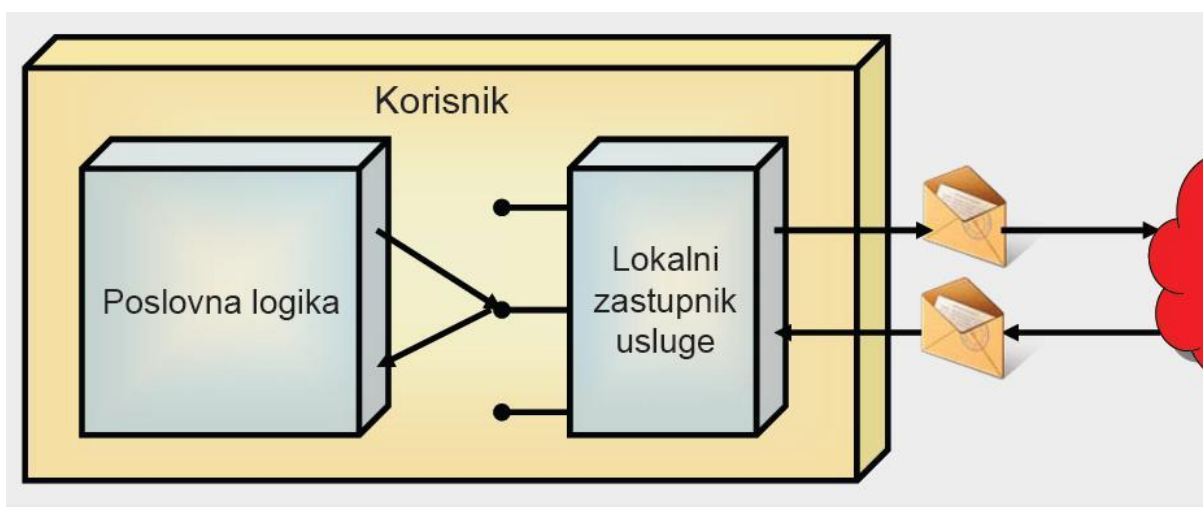 Korisnik
Poslovna logika
Lokalni
zastupnik
usluge